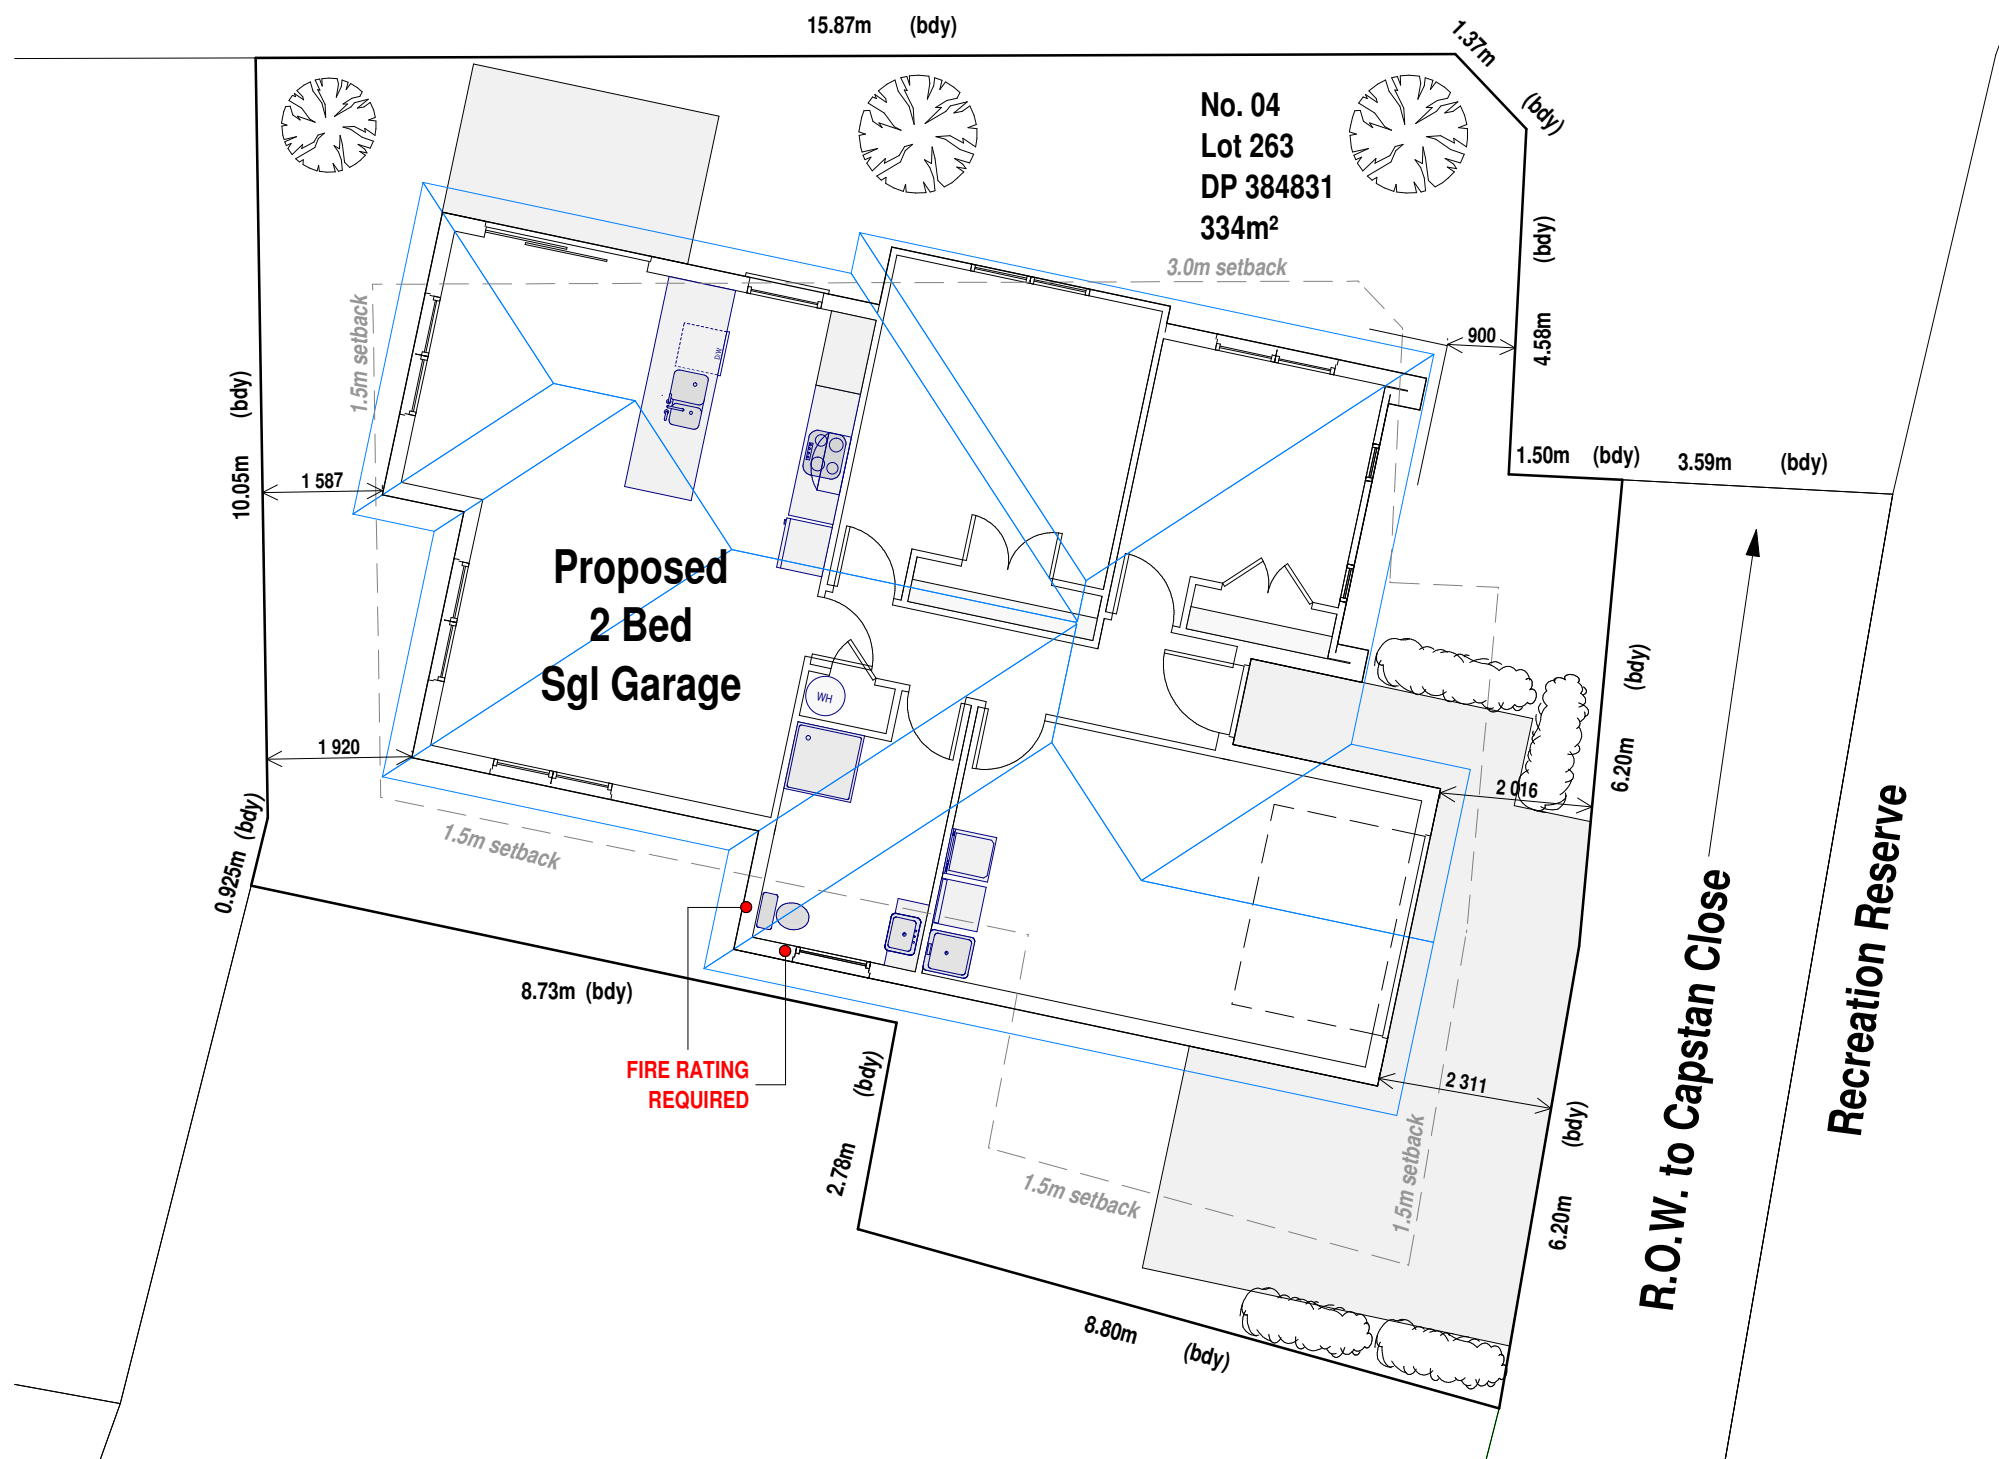 15.87m (bdy)
1.37m
(bdy)
No. 04
Lot 263
DP 384831
334m²
3.0m setback
(bdy)
4.58m
900
1.5m setback
D/W
(bdy)
10.05m
1 587
1.50m (bdy)
3.59m (bdy)
Proposed
2 Bed
Sgl Garage
WH
(bdy)
6.20m
1 920
2 016
0.925m (bdy)
1.5m setback
8.73m (bdy)
FIRE RATING
REQUIRED
(bdy)
2.78m
2 311
(bdy)
6.20m
1.5m setback
1.5m setback
8.80m (bdy)
R.O.W. to Capstan Close
Recreation Reserve